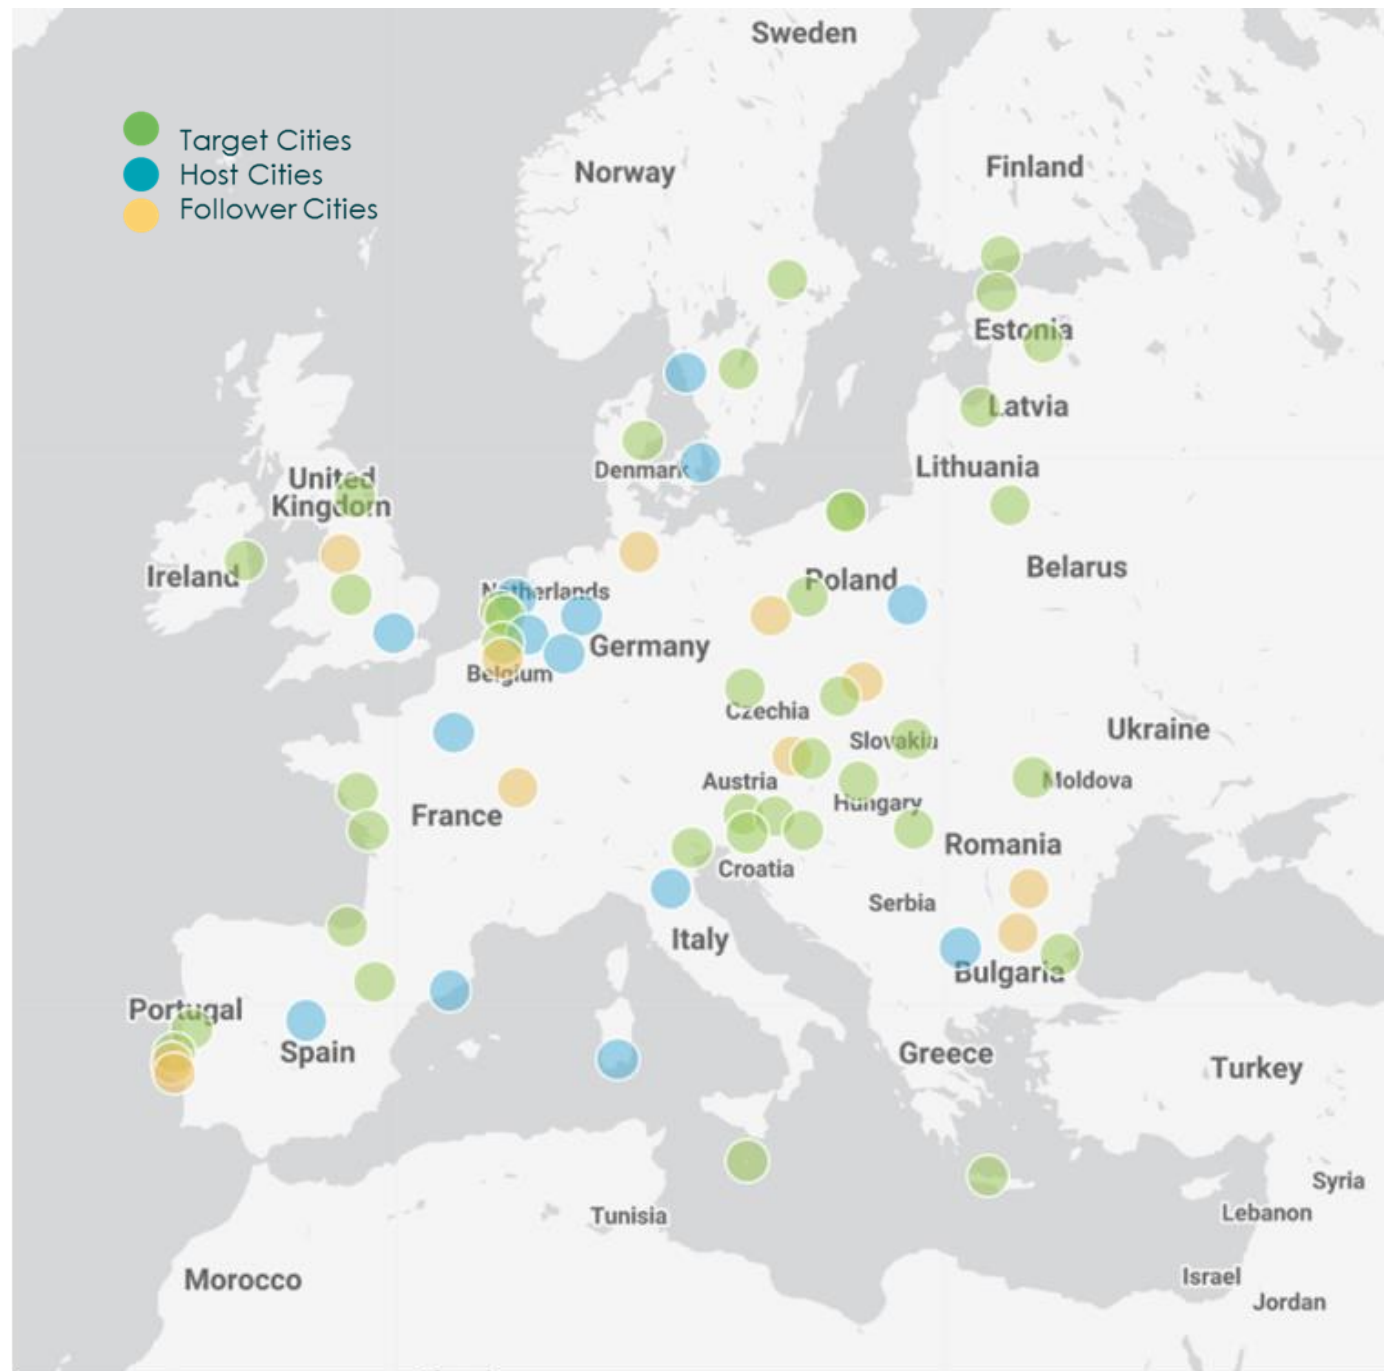 Sweden
Target Cities
Host Cities
Follower Cities
Norway
Finland
Estonia
Latvia
Denmark
Lithuania
United
Kingdom
Ireland
Belarus
Poland
Netherlands
Germany
Belgium
Czechia
Ukraine
Slovakia
Austria
Moldova
Hungary
France
Romania
Croatia
Serbia
Italy
Bulgaria
Portugal
Spain
Greece
Turkey
Syria
Tunisia
Lebanon
Morocco
Israel
Jordan